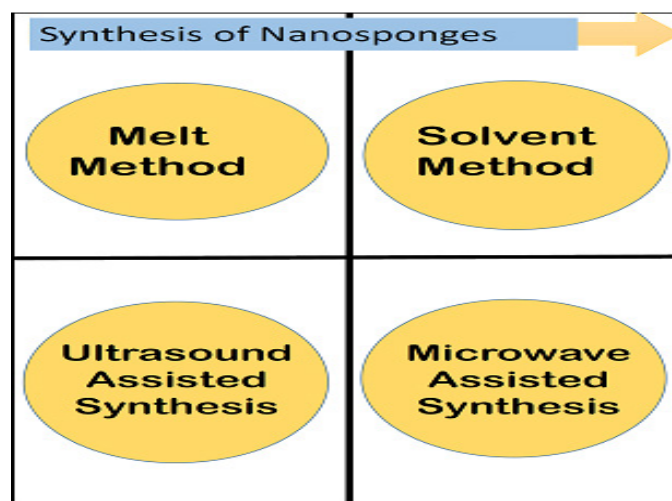 Synthesis of Nanosponges
Melt
Method
Solvent
Method
Ultrasound
Assisted
Synthesis
Microwave
Assisted
Synthesis